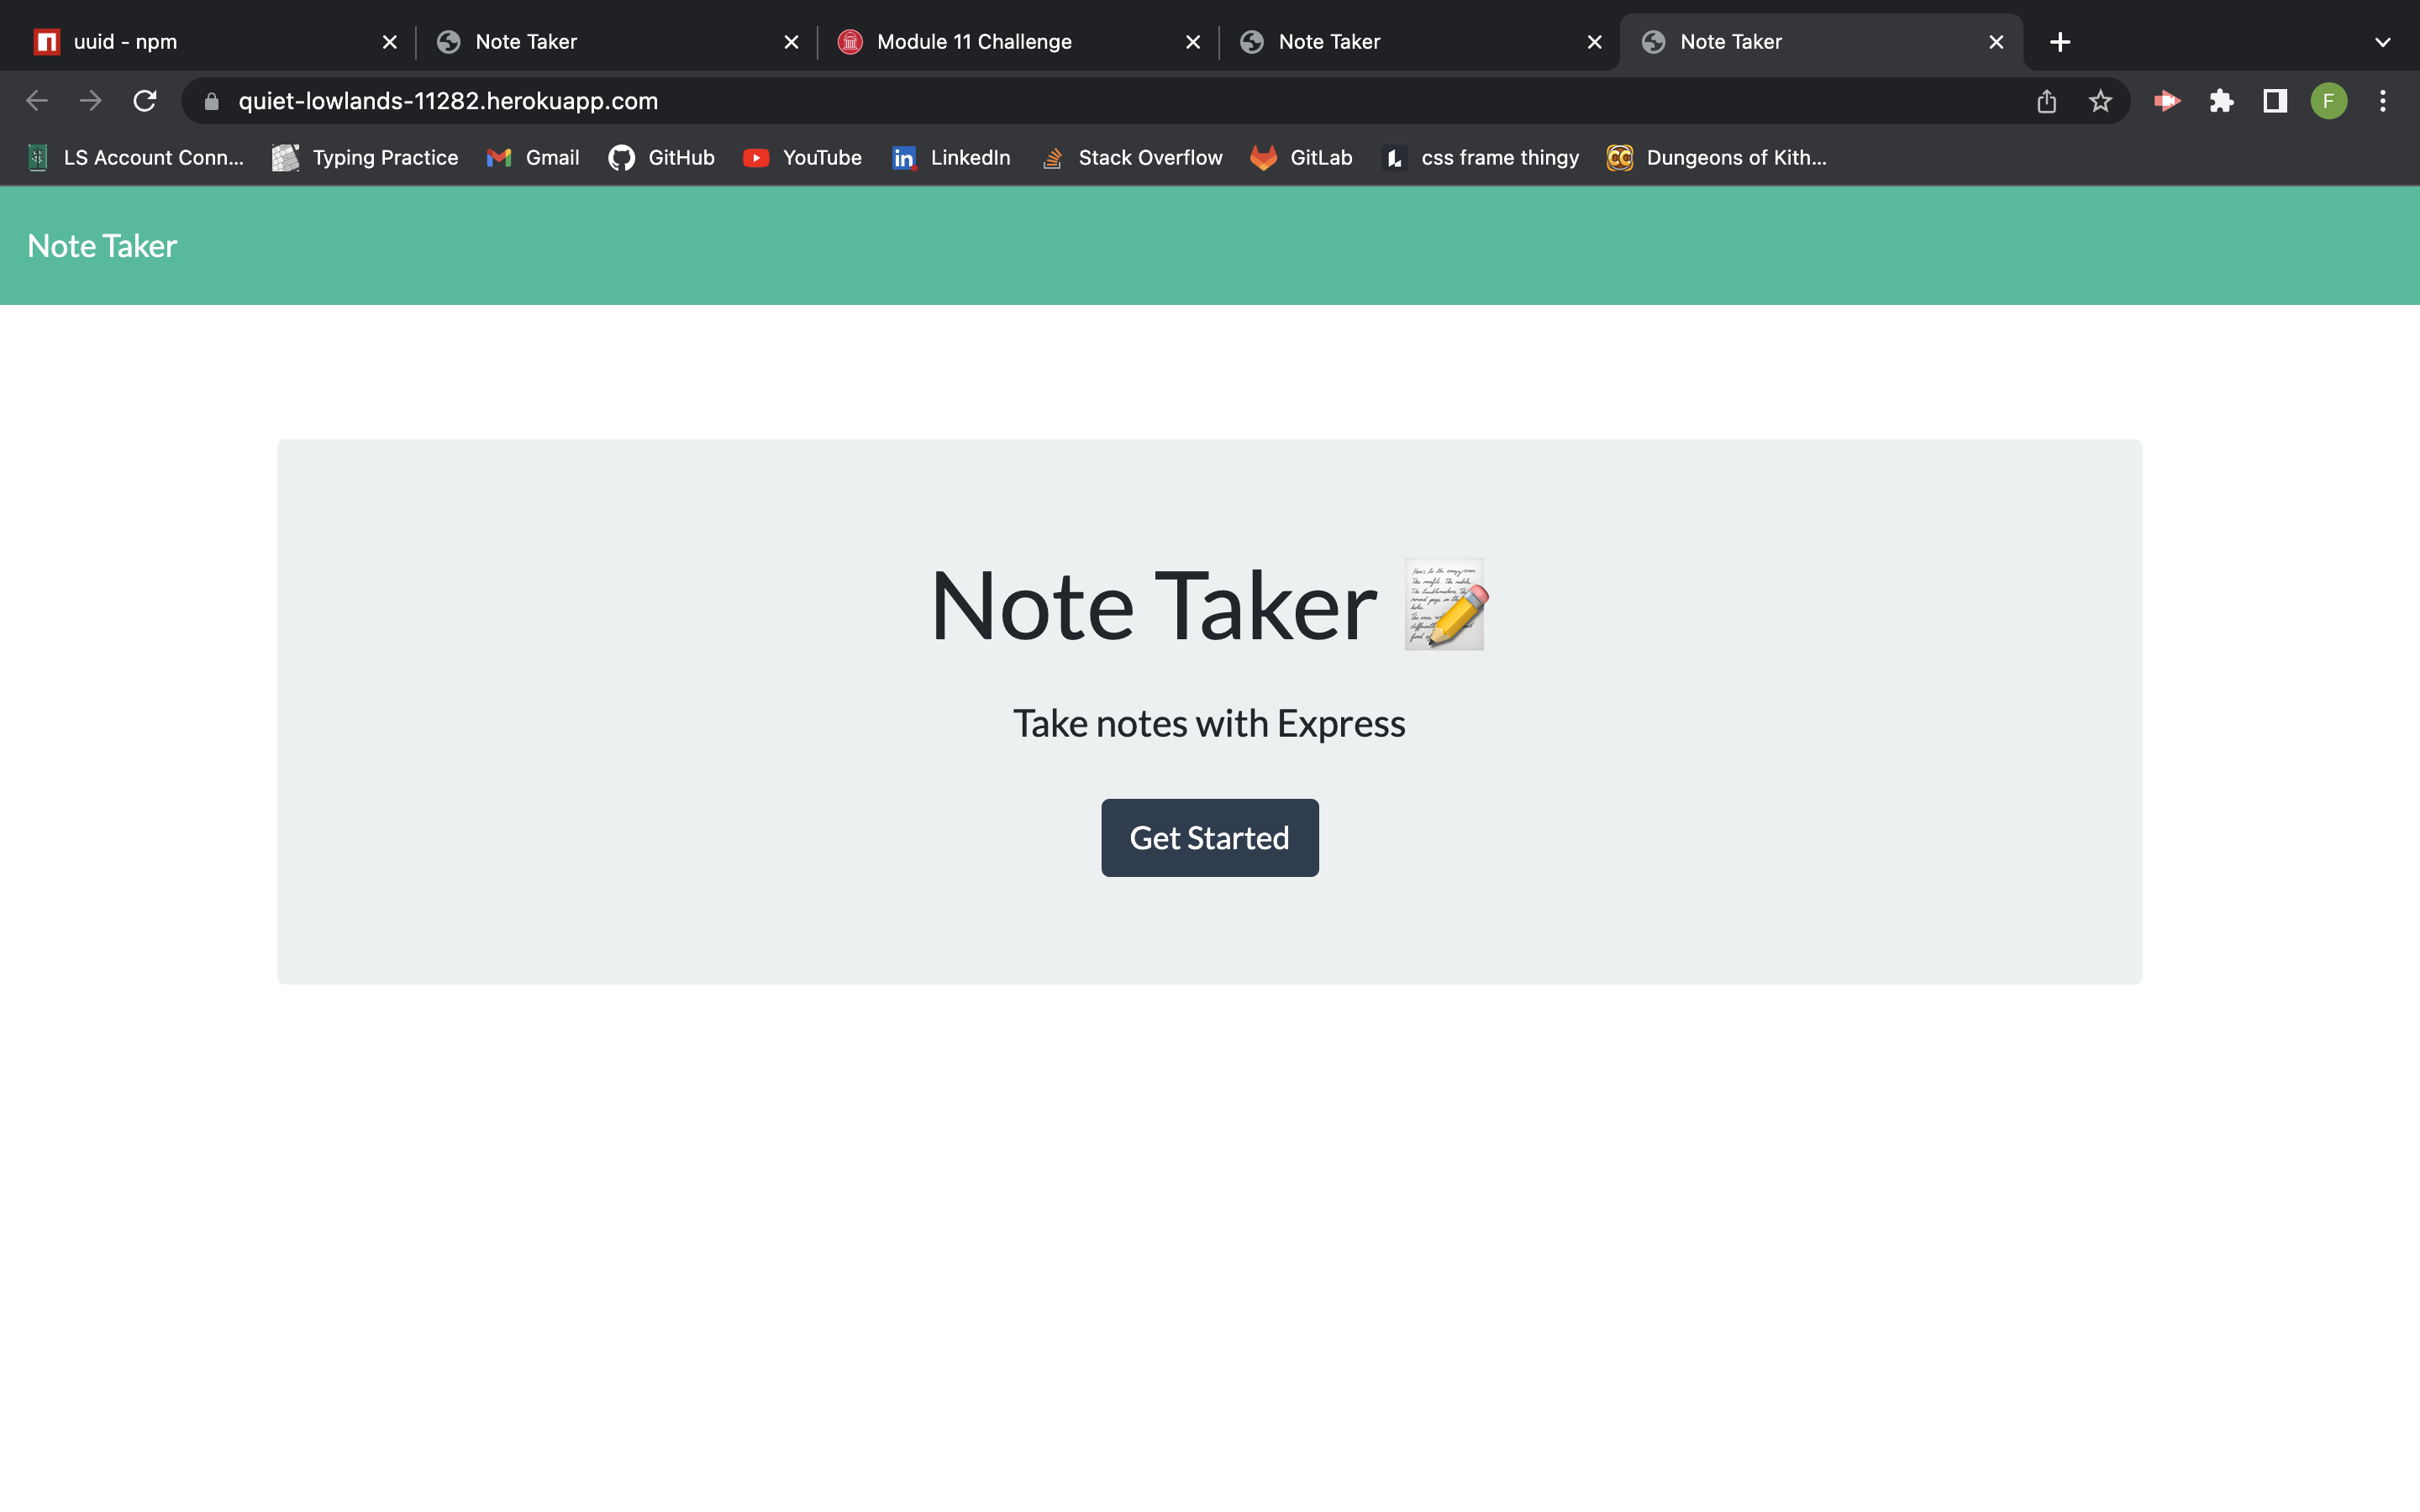 uuid - npm
Note Taker
Module 11 Challenge
Note Taker
Note Taker
quiet-lowlands-11282.herokuapp.com
F
LS Account Conn...
Typing Practice
Gmail
GitHub
YouTube
in
LinkedIn
Stack Overflow
GitLab
css frame thingy
CC
Dungeons of Kith...
Note Taker
Note Taker
Take notes with Express
Get Started